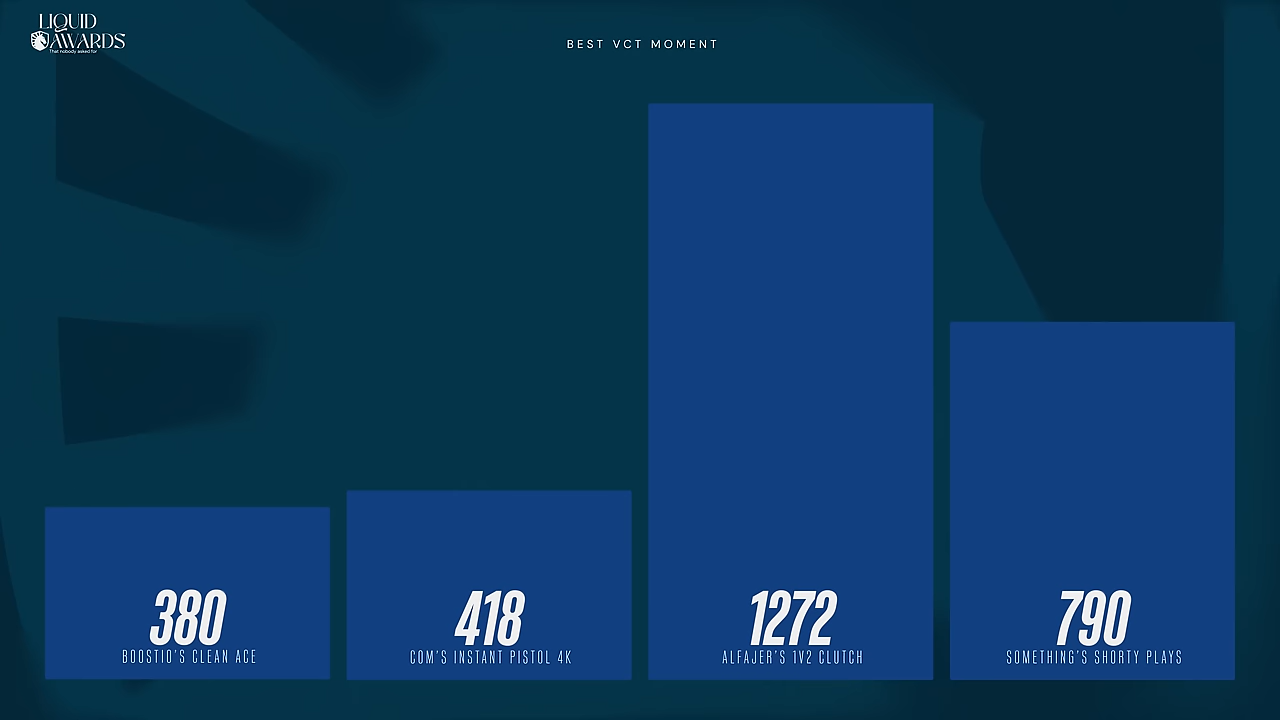 LIQUID
AWARDS
That nobody asked for
BEST VCT MOMENT
380
BOOSTIO'S CLEAN ACE
418
COM'S INSTANT PISTOL 4K
1272
ALFAJER'S 1V2 CLUTCH
790
SOMETHING'S SHORTY PLAYS